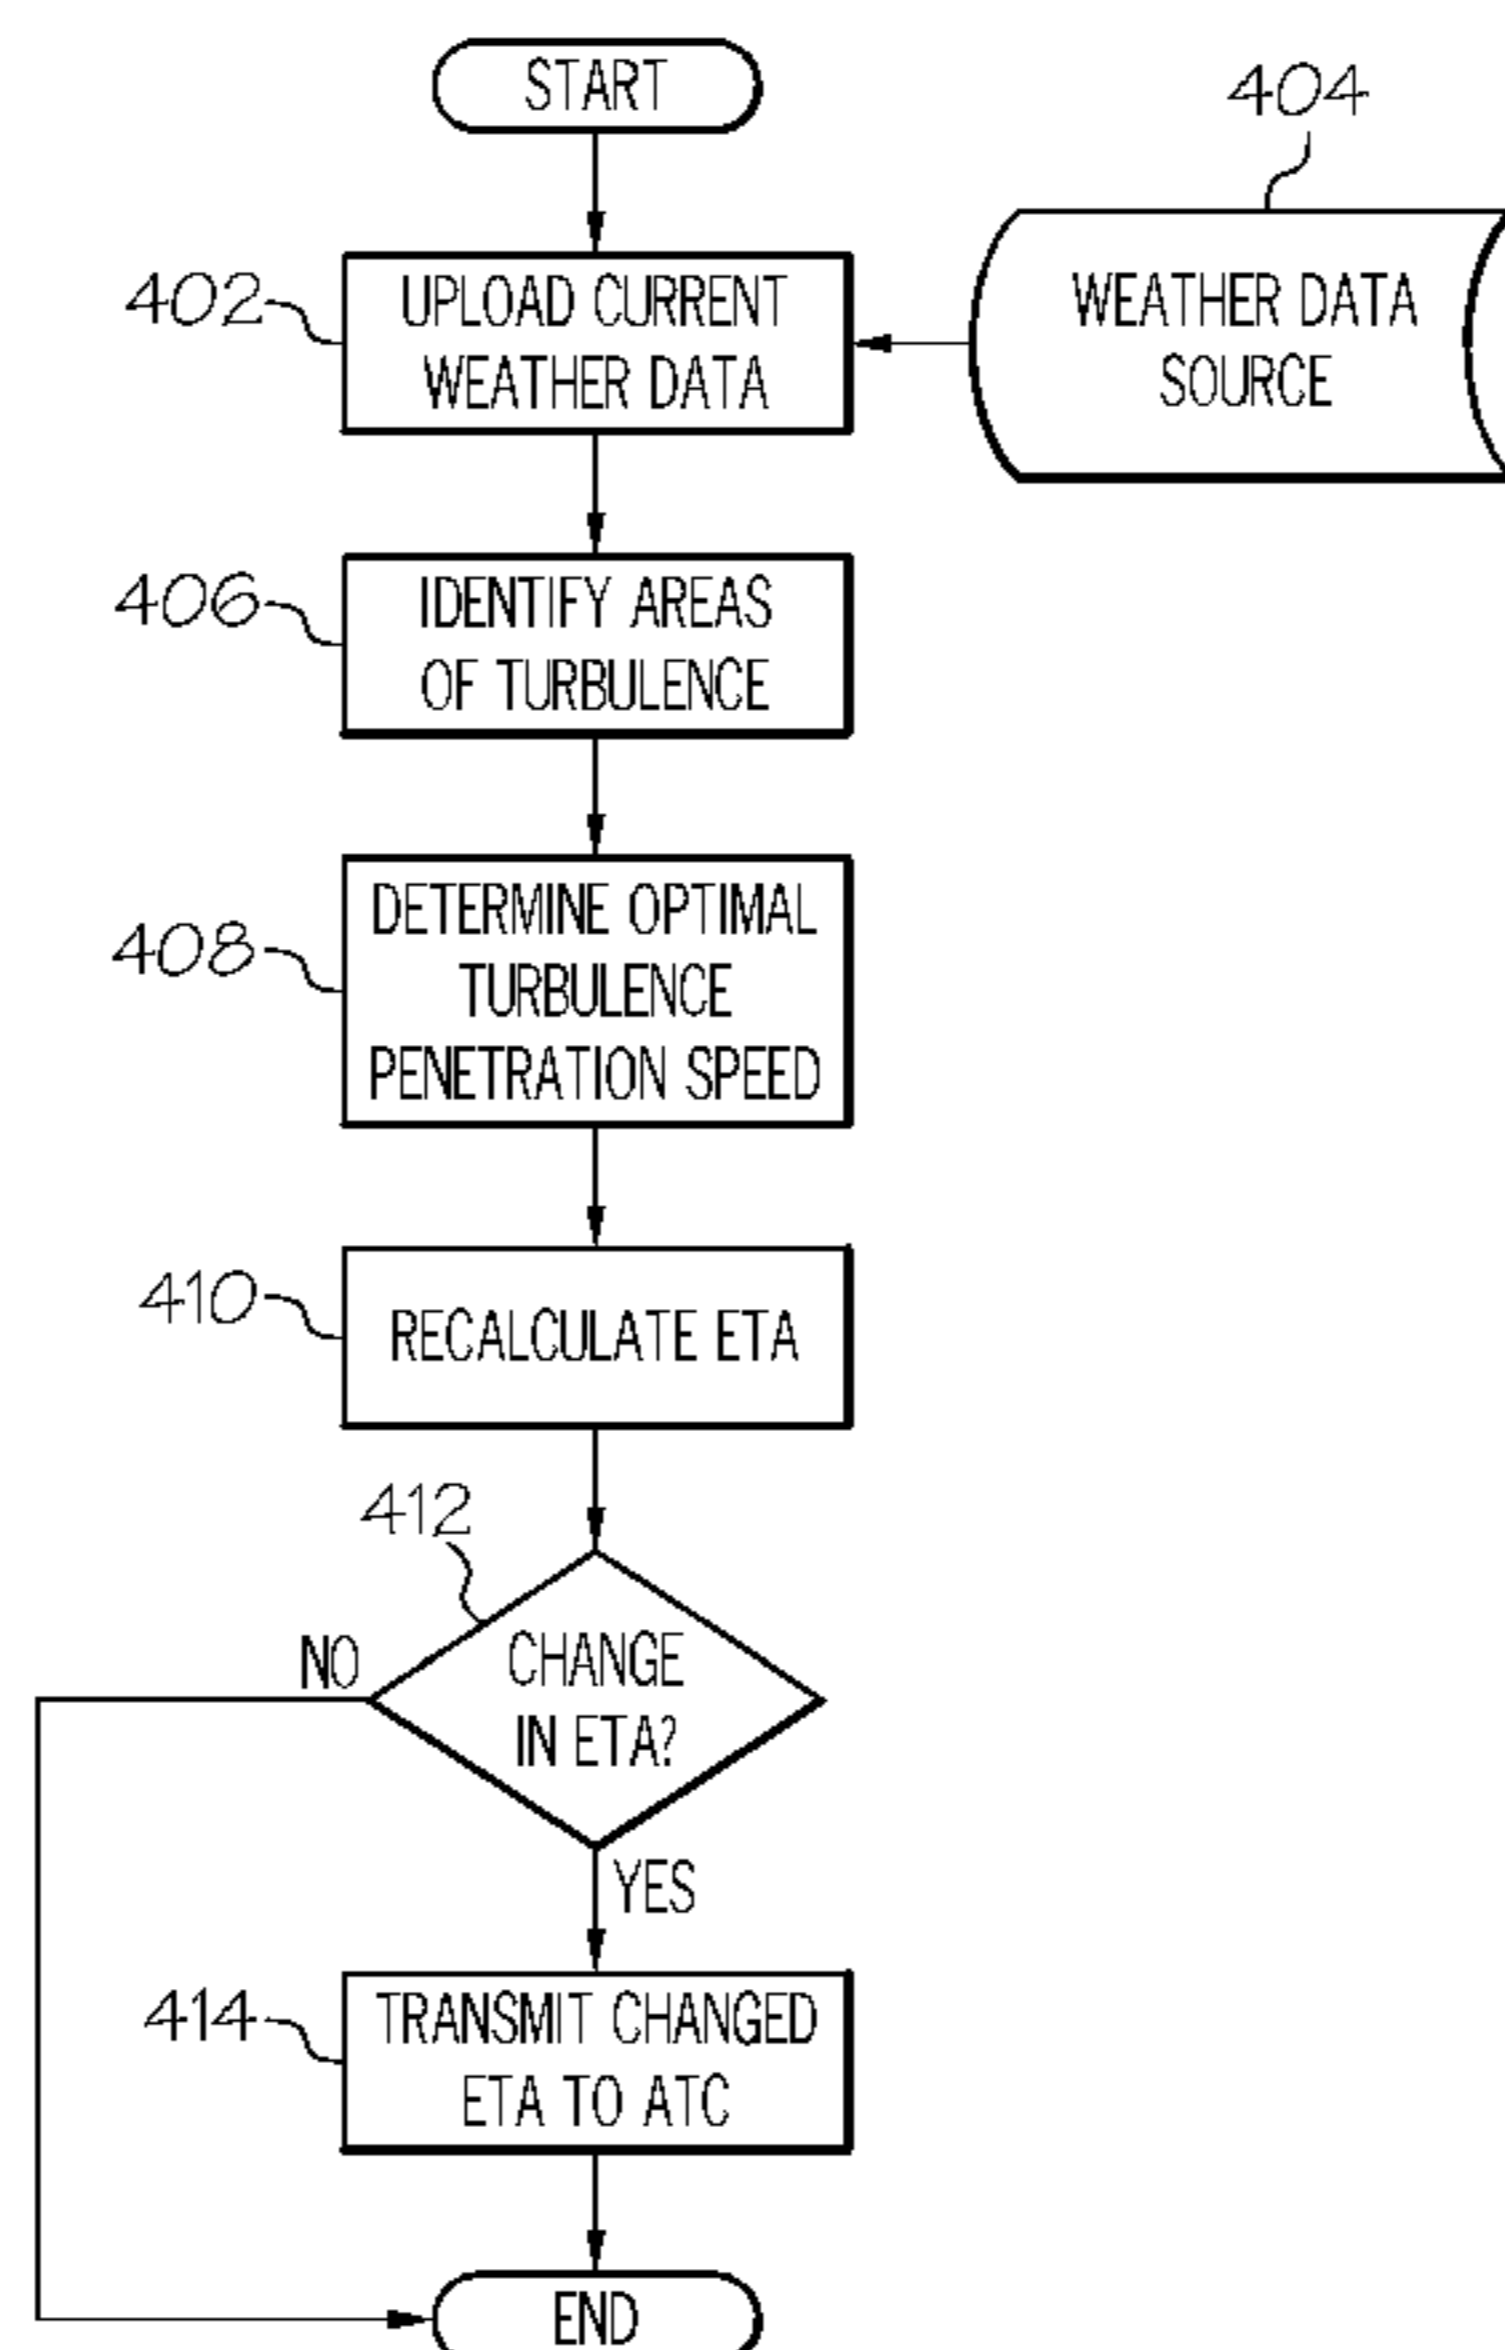 START
404
402
UPLOAD CURRENT
WEATHER DATA
WEATHER DATA
SOURCE
406
IDENTIFY AREAS
OF TURBULENCE
408
DETERMINE OPTIMAL
TURBULENCE
PENETRATION SPEED
410
RECALCULATE ETA
412
NO
CHANGE
IN ETA?
YES
414
TRANSMIT CHANGED
ETA TO ATC
END